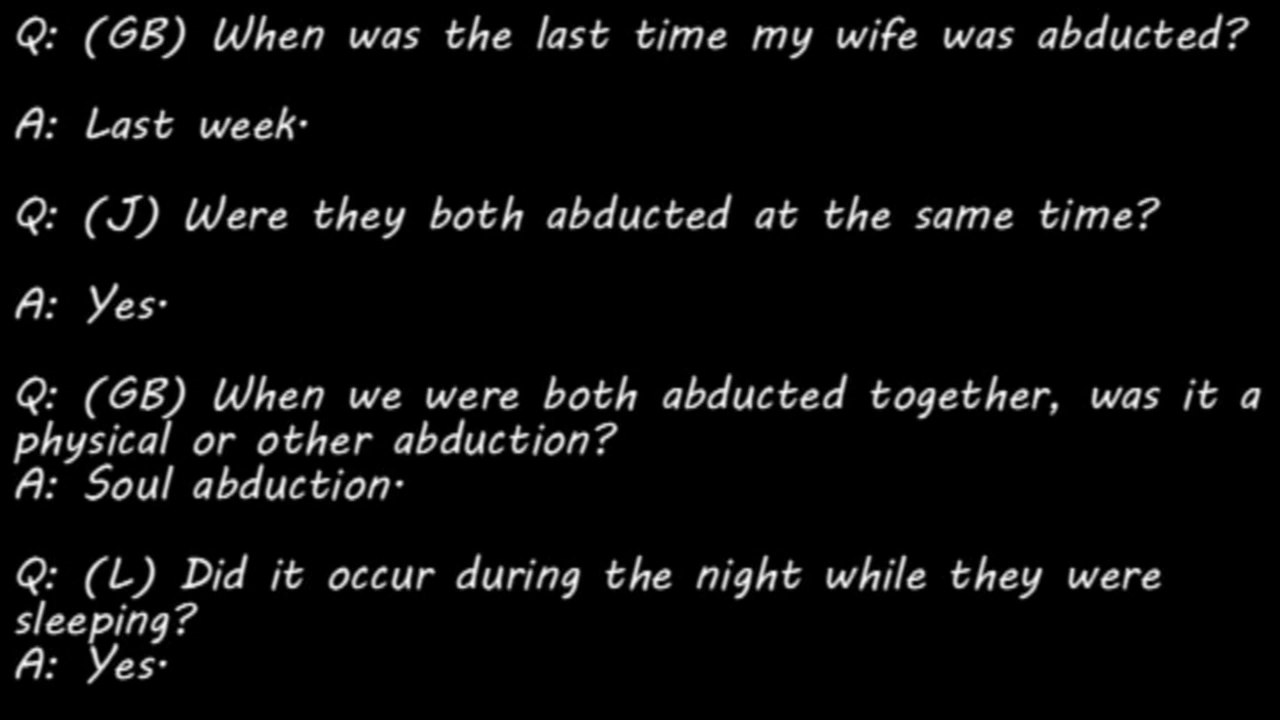 Q: (GB) When was the last time my wife was abducted?
A: Last week.
Q: (J) Were they both abducted at the same time?
A: Yes.
Q: (GB) When we were both abducted together, was it a
physical or other abduction?
A: Soul abduction.
Q: (L) Did it occur during the night while they were
sleeping?
A: Yes.